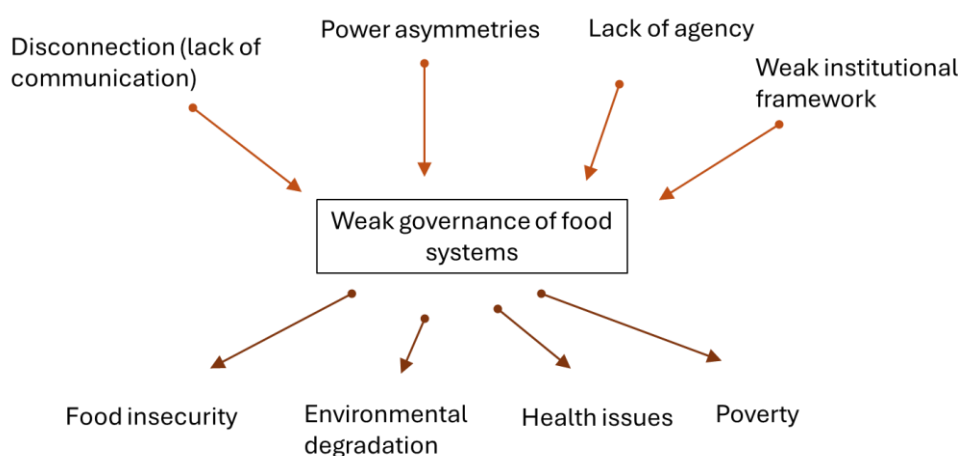 Disconnection (lack of
communication)
Power asymmetries
Lack of agency
Weak institutional
framework
Weak governance of food
systems
Food insecurity
Environmental
degradation
Health issues
Poverty